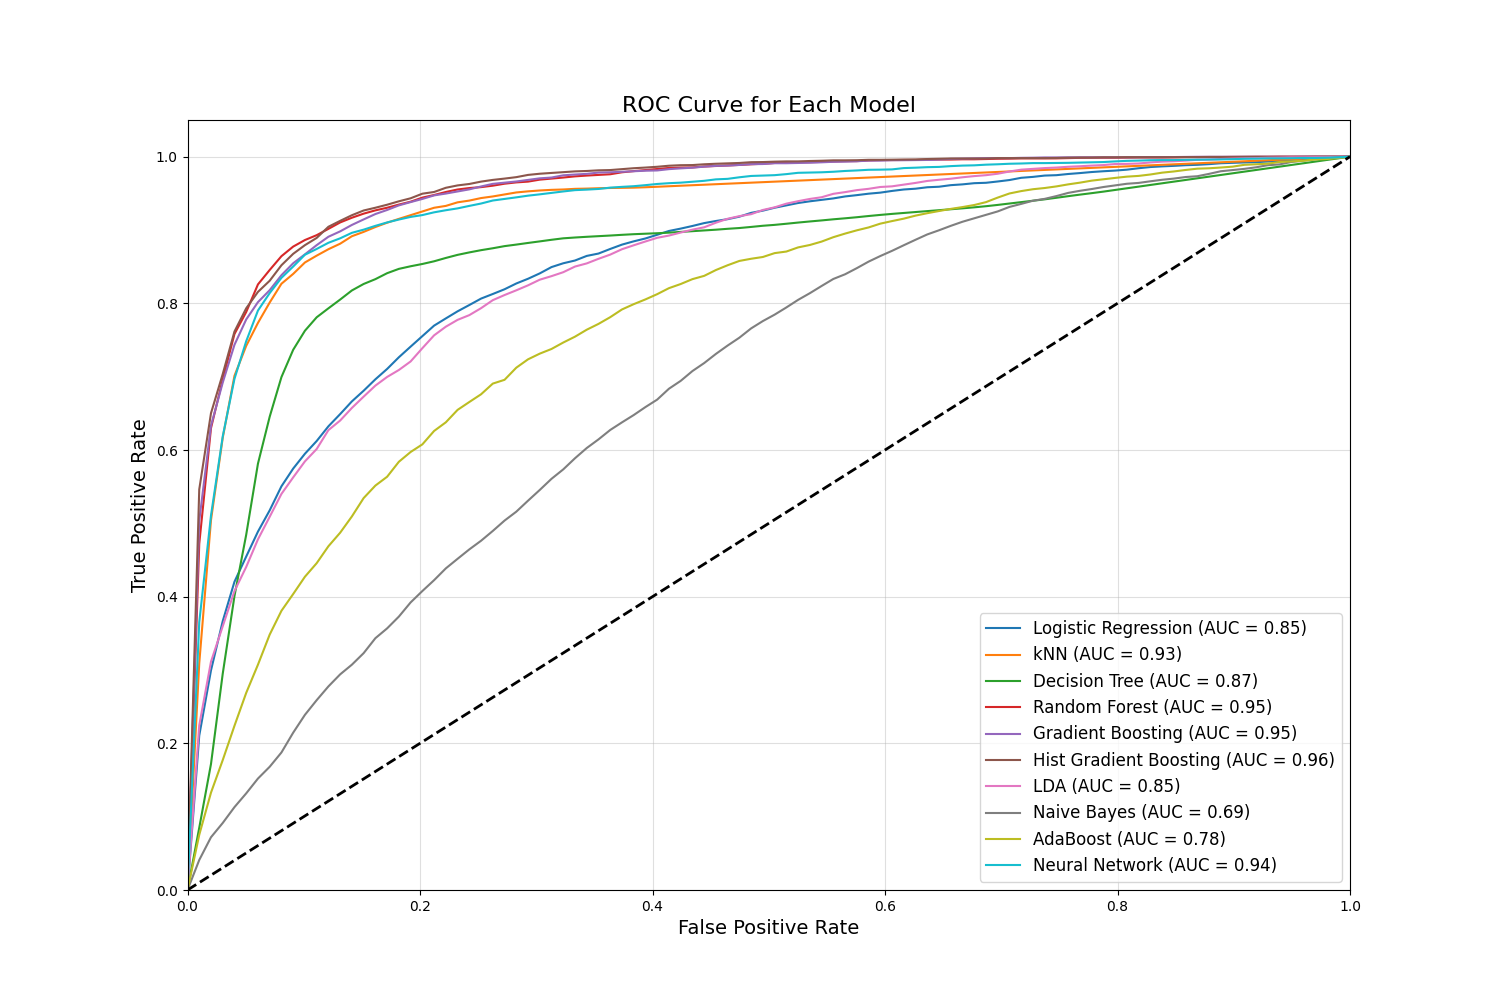 ROC Curve for Each Model
True Positive Rate
1.0
0.8
0.6
0.4
0.2
0.0
Logistic Regression (AUC = 0.85)
kNN (AUC = 0.93)
Decision Tree (AUC = 0.87)
Random Forest (AUC = 0.95)
Gradient Boosting (AUC = 0.95)
Hist Gradient Boosting (AUC = 0.96)
LDA (AUC = 0.85)
Naive Bayes (AUC = 0.69)
AdaBoost (AUC = 0.78)
Neural Network (AUC = 0.94)
0.0 0.2 0.4 0.6 0.8 1.0
False Positive Rate